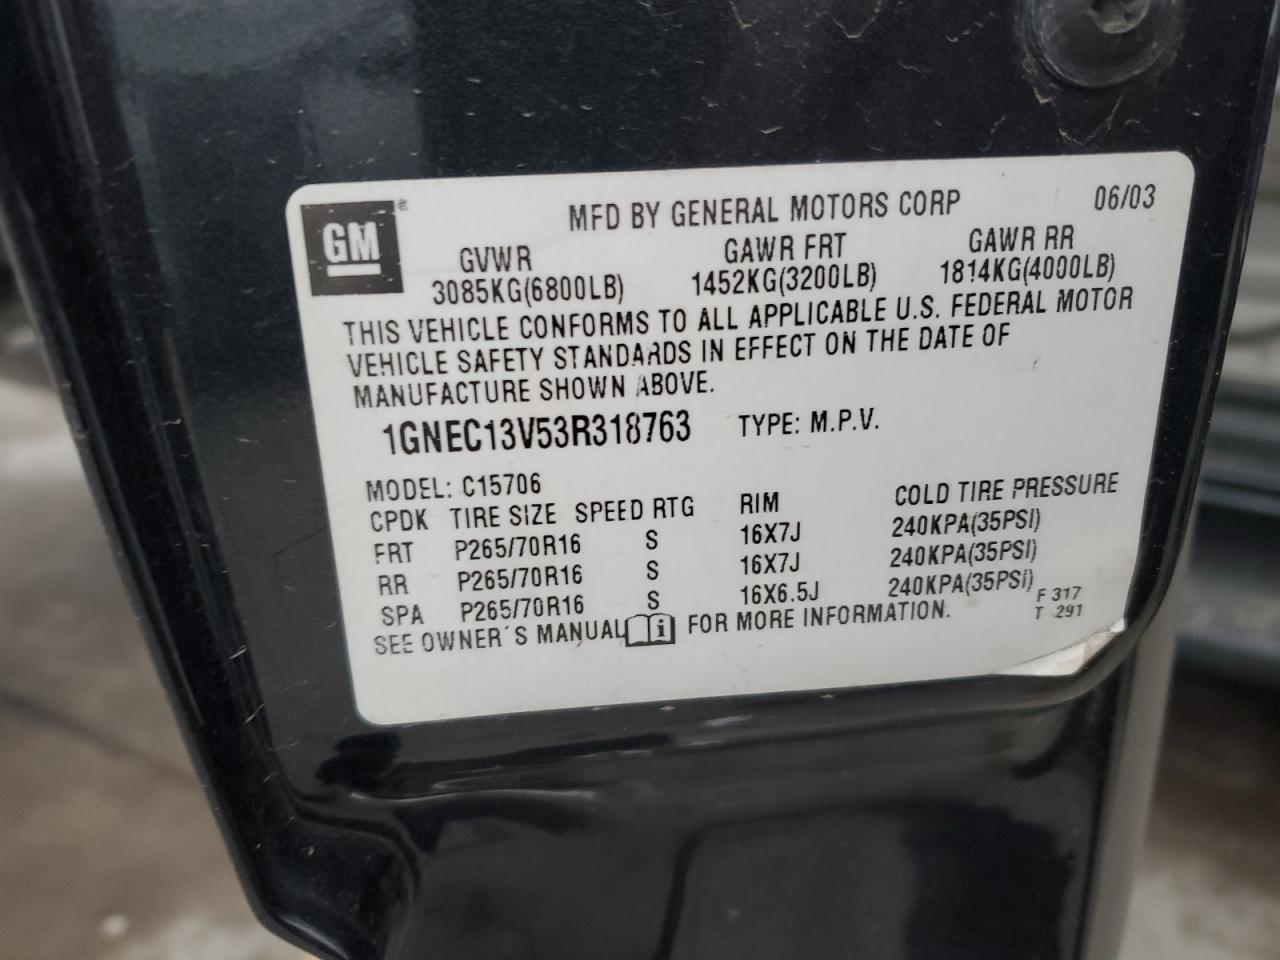 GM ®
MFD BY GENERAL MOTORS CORP 06/03
GVWR GAWR FRT GAWR RR
3085KG(6800LB) 1452KG(3200LB) 1814KG(4000LB)
THIS VEHICLE CONFORMS TO ALL APPLICABLE U.S. FEDERAL MOTOR
VEHICLE SAFETY STANDARDS IN EFFECT ON THE DATE OF
MANUFACTURE SHOWN ABOVE.
1GNEC13V53R318763 TYPE: M.P.V.
MODEL: C15706
CPDK TIRE SIZE SPEED RTG RIM COLD TIRE PRESSURE
FRT P265/70R16 S 16X7J 240KPA(35PSI)
RR P265/70R16 S 16X7J 240KPA(35PSI)
SPA P265/70R16 S 16X6.5J 240KPA(35PSI)
SEE OWNER'S MANUAL i FOR MORE INFORMATION.
F 317
T 291